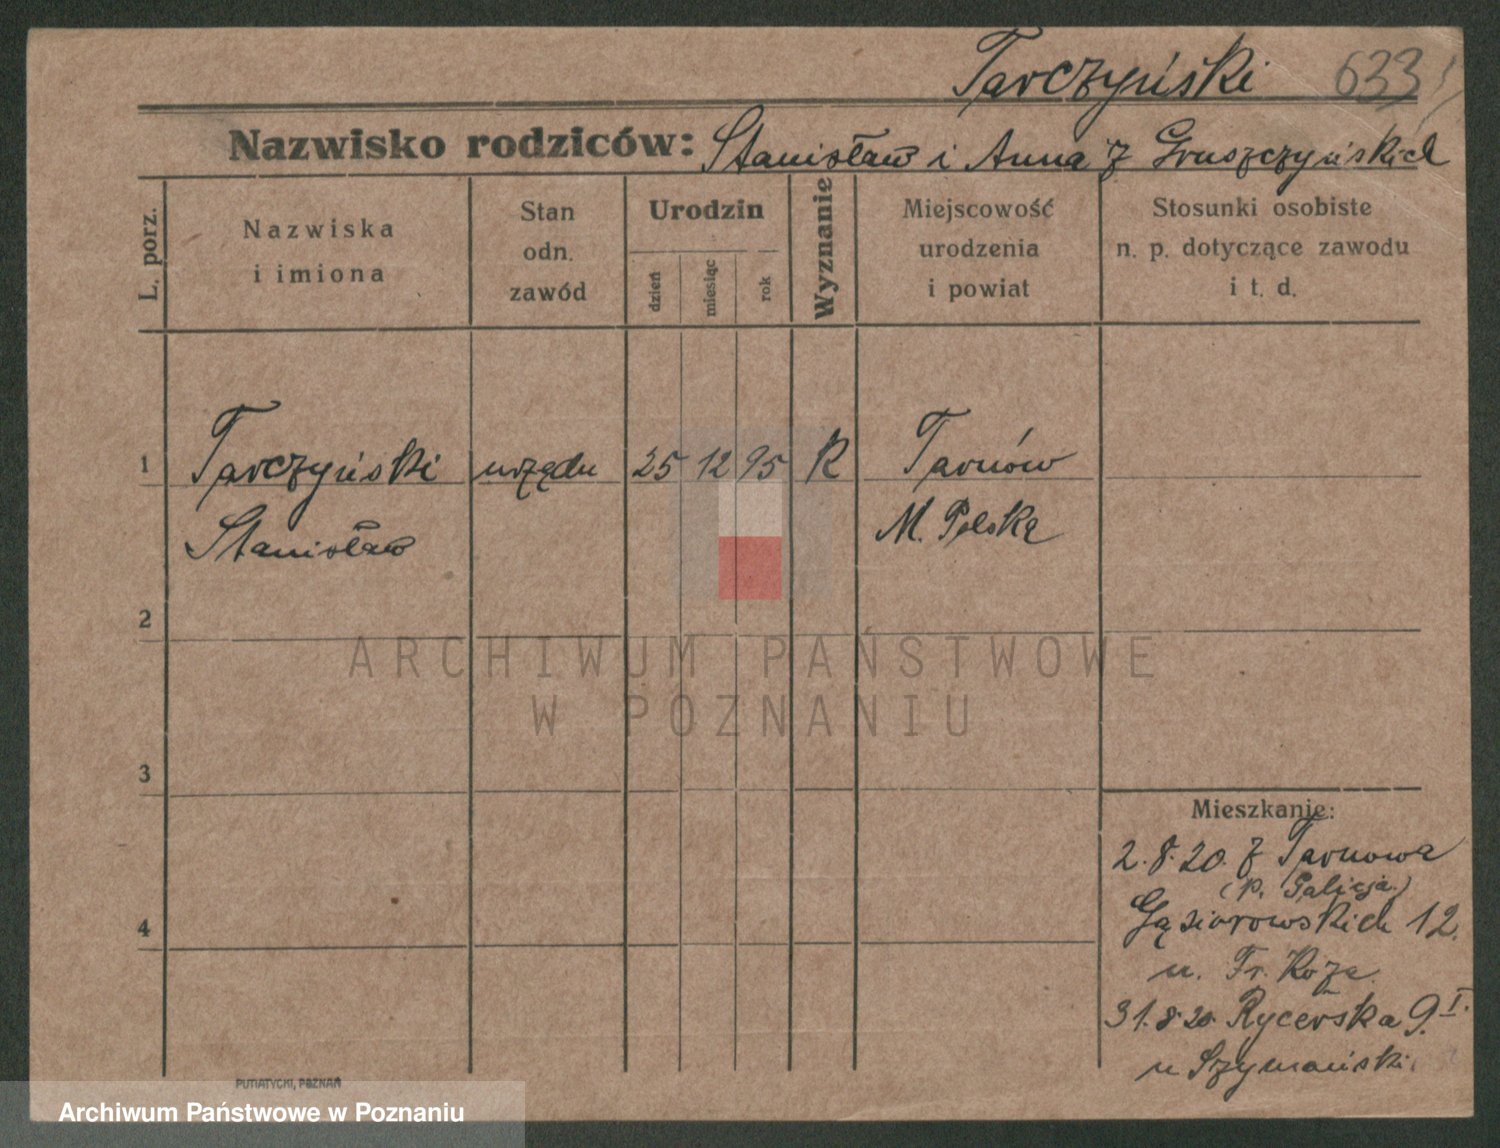 Tarczyński 633
Nazwisko rodziców: Stanisław i Anna z Gruszczyńskich
L. porz.
Nazwiska
i imiona
Stan
odn.
zawód
Urodzin
dzień
miesiąc
rok
Wyznanie
Miejscowość
urodzenia
i powiat
Stosunki osobiste
n. p. dotyczące zawodu
i t. d.
1 Tarczyński urzędn 25 12 95 R Tarnów
Stanisław M. Polska
2
ARCHIWUM PAŃSTWOWE
W POZNANIU
3
Mieszkanie:
2.8.20. z Tarnowa
(p. Galicja.)
4 Gąsiorowskich 12.
u. Fr. Koza
31.8.20 Rycerska 9. I.
u Szymański.
PUTIATYCKI, POZNAŃ
Archiwum Państwowe w Poznaniu